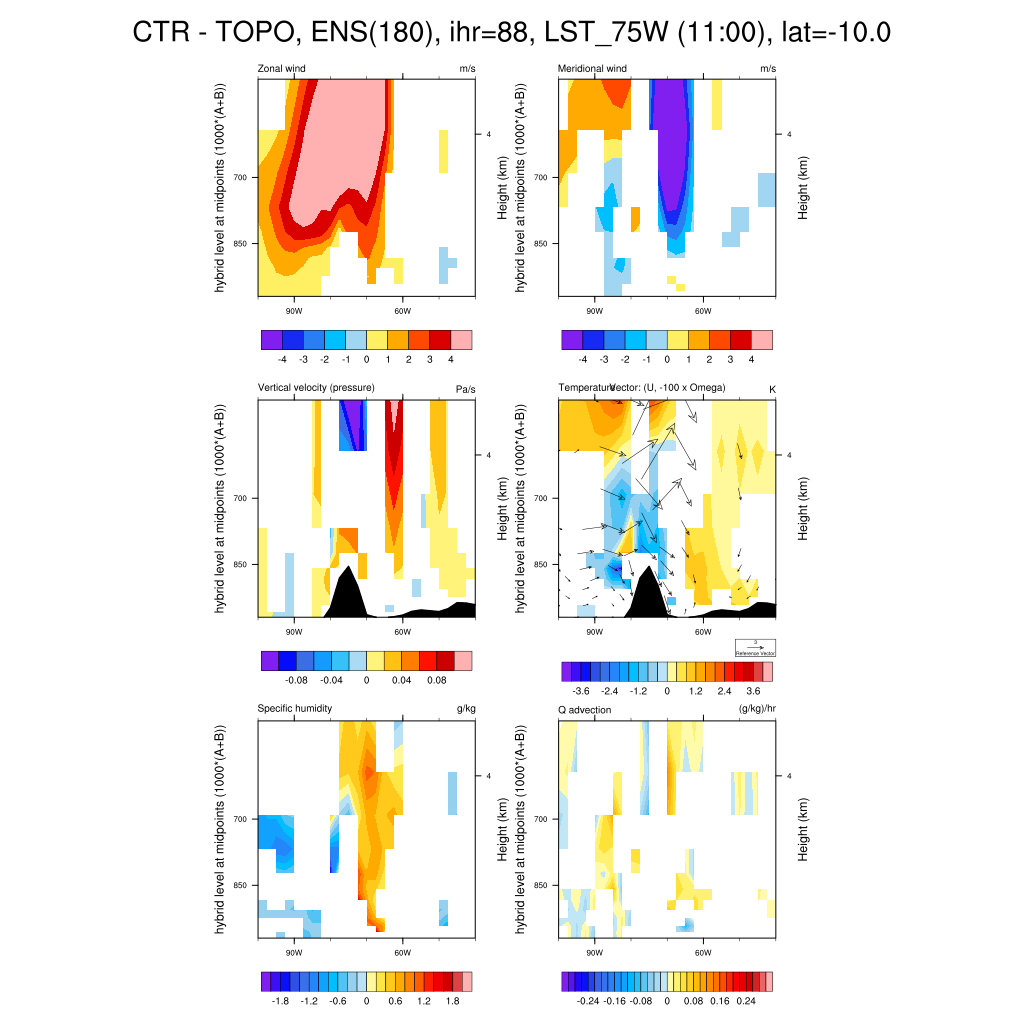 CTR - TOPO, ENS(180), ihr=88, LST_75W (11:00), lat=-10.0
Zonal wind m/s
hybrid level at midpoints (1000*(A+B))
700
850
4
Height (km)
90W 60W
-4 -3 -2 -1 0 1 2 3 4
Meridional wind m/s
hybrid level at midpoints (1000*(A+B))
700
850
4
Height (km)
90W 60W
-4 -3 -2 -1 0 1 2 3 4
Vertical velocity (pressure) Pa/s
hybrid level at midpoints (1000*(A+B))
700
850
4
Height (km)
90W 60W
-0.08 -0.04 0 0.04 0.08
Temperature Vector: (U, -100 x Omega) K
hybrid level at midpoints (1000*(A+B))
700
850
4
Height (km)
90W 60W
3
Reference Vector
-3.6 -2.4 -1.2 0 1.2 2.4 3.6
Specific humidity g/kg
hybrid level at midpoints (1000*(A+B))
700
850
4
Height (km)
90W 60W
-1.8 -1.2 -0.6 0 0.6 1.2 1.8
Q advection (g/kg)/hr
hybrid level at midpoints (1000*(A+B))
700
850
4
Height (km)
90W 60W
-0.24 -0.16 -0.08 0 0.08 0.16 0.24